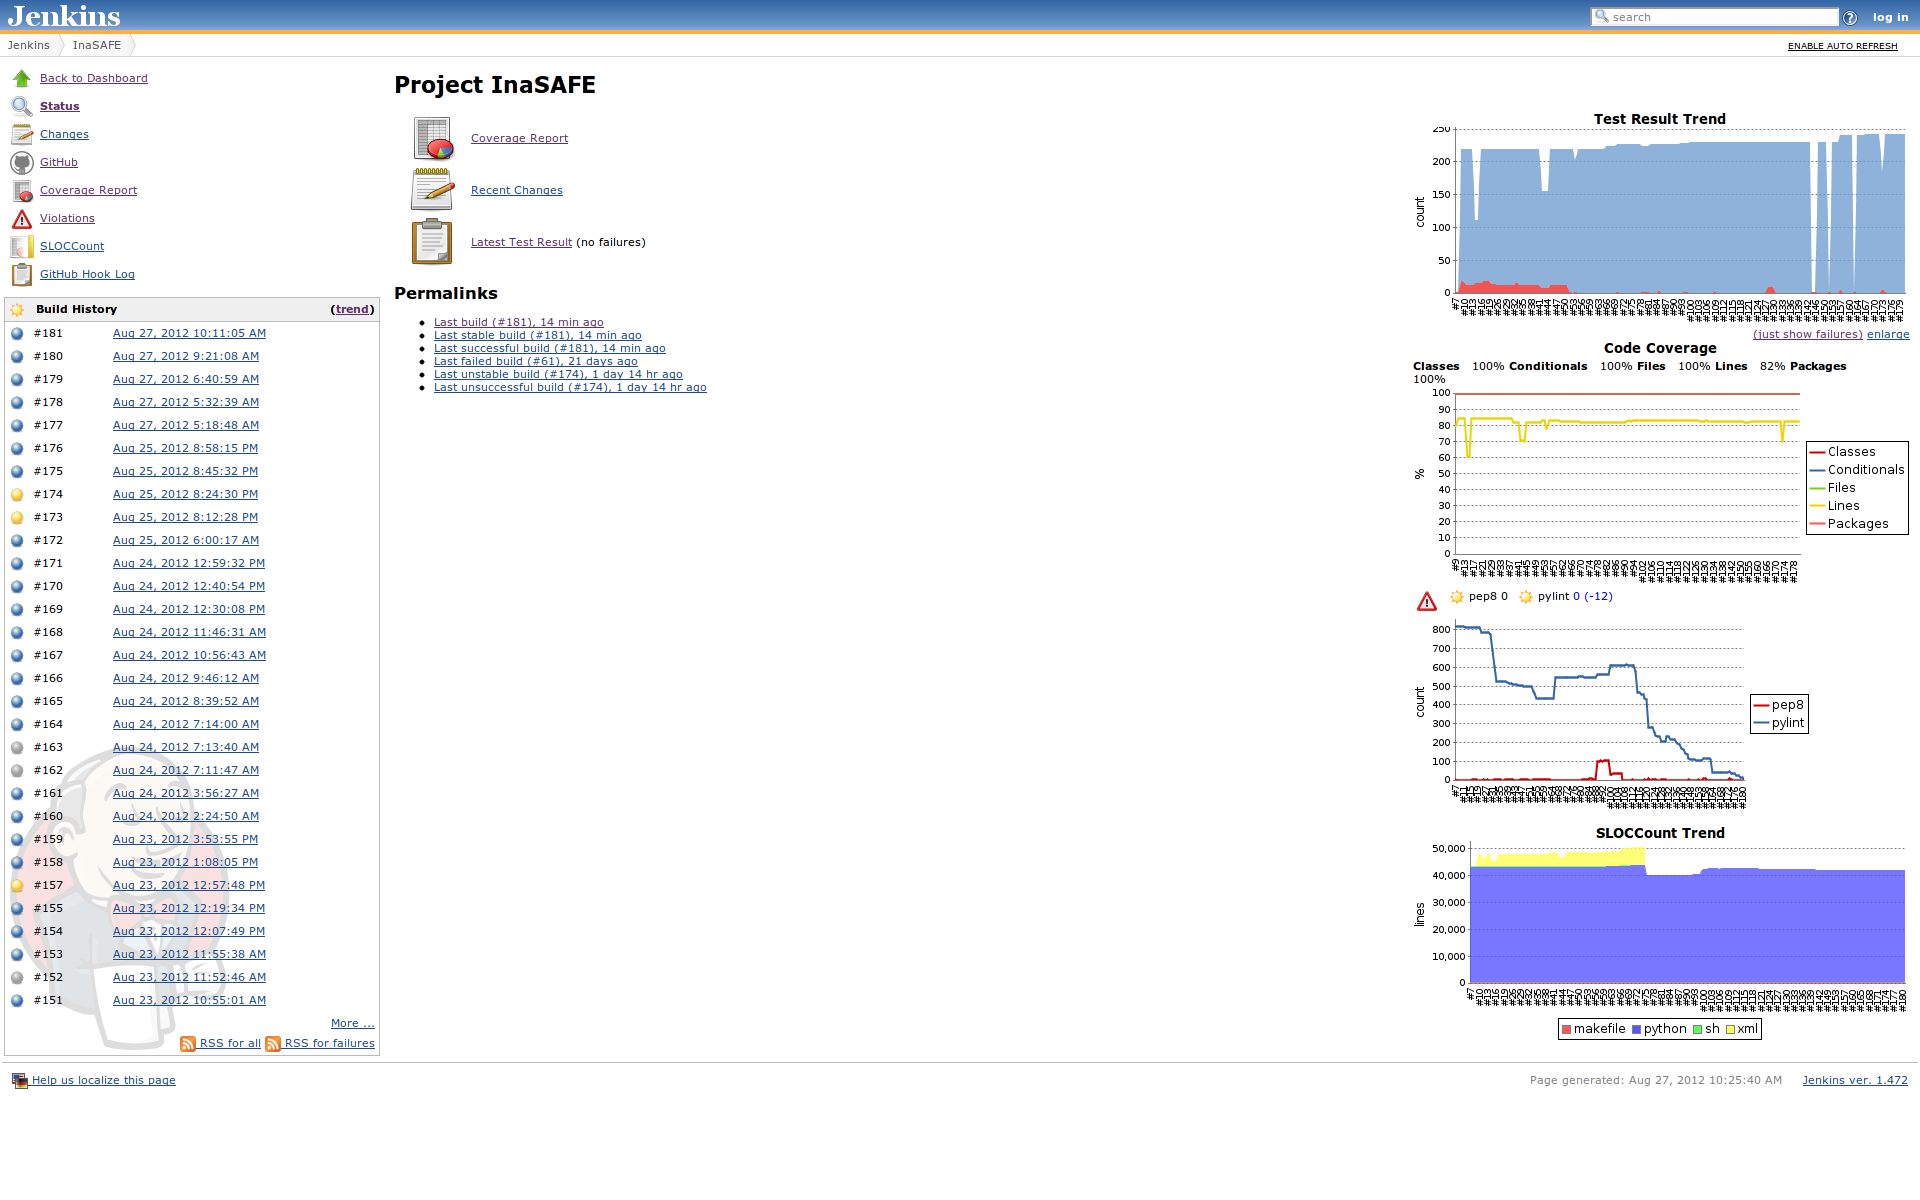 Jenkins
search
log in
Jenkins InaSAFE
ENABLE AUTO REFRESH
Back to Dashboard
Status
Changes
GitHub
Coverage Report
Violations
SLOCCount
GitHub Hook Log
Build History (trend)
#181 Aug 27, 2012 10:11:05 AM
#180 Aug 27, 2012 9:21:08 AM
#179 Aug 27, 2012 6:40:59 AM
#178 Aug 27, 2012 5:32:39 AM
#177 Aug 27, 2012 5:18:48 AM
#176 Aug 25, 2012 8:58:15 PM
#175 Aug 25, 2012 8:45:32 PM
#174 Aug 25, 2012 8:24:30 PM
#173 Aug 25, 2012 8:12:28 PM
#172 Aug 25, 2012 6:00:17 AM
#171 Aug 24, 2012 12:59:32 PM
#170 Aug 24, 2012 12:40:54 PM
#169 Aug 24, 2012 12:30:08 PM
#168 Aug 24, 2012 11:46:31 AM
#167 Aug 24, 2012 10:56:43 AM
#166 Aug 24, 2012 9:46:12 AM
#165 Aug 24, 2012 8:39:52 AM
#164 Aug 24, 2012 7:14:00 AM
#163 Aug 24, 2012 7:13:40 AM
#162 Aug 24, 2012 7:11:47 AM
#161 Aug 24, 2012 3:56:27 AM
#160 Aug 24, 2012 2:24:50 AM
#159 Aug 23, 2012 3:53:55 PM
#158 Aug 23, 2012 1:08:05 PM
#157 Aug 23, 2012 12:57:48 PM
#155 Aug 23, 2012 12:19:34 PM
#154 Aug 23, 2012 12:07:49 PM
#153 Aug 23, 2012 11:55:38 AM
#152 Aug 23, 2012 11:52:46 AM
#151 Aug 23, 2012 10:55:01 AM
More ...
RSS for all RSS for failures
Project InaSAFE
Coverage Report
Recent Changes
Latest Test Result (no failures)
Permalinks
Last build (#181), 14 min ago
Last stable build (#181), 14 min ago
Last successful build (#181), 14 min ago
Last failed build (#61), 21 days ago
Last unstable build (#174), 1 day 14 hr ago
Last unsuccessful build (#174), 1 day 14 hr ago
Test Result Trend
250
200
150
100
50
0
count
(just show failures) enlarge
Code Coverage
Classes 100% Conditionals 100% Files 100% Lines 82% Packages
100%
100
90
80
70
60
50
40
30
20
10
0
%
Classes
Conditionals
Files
Lines
Packages
pep8 0 pylint 0 (-12)
800
700
600
500
400
300
200
100
0
count
pep8
pylint
SLOCCount Trend
50,000
40,000
30,000
20,000
10,000
0
lines
makefile python sh xml
Help us localize this page
Page generated: Aug 27, 2012 10:25:40 AM Jenkins ver. 1.472